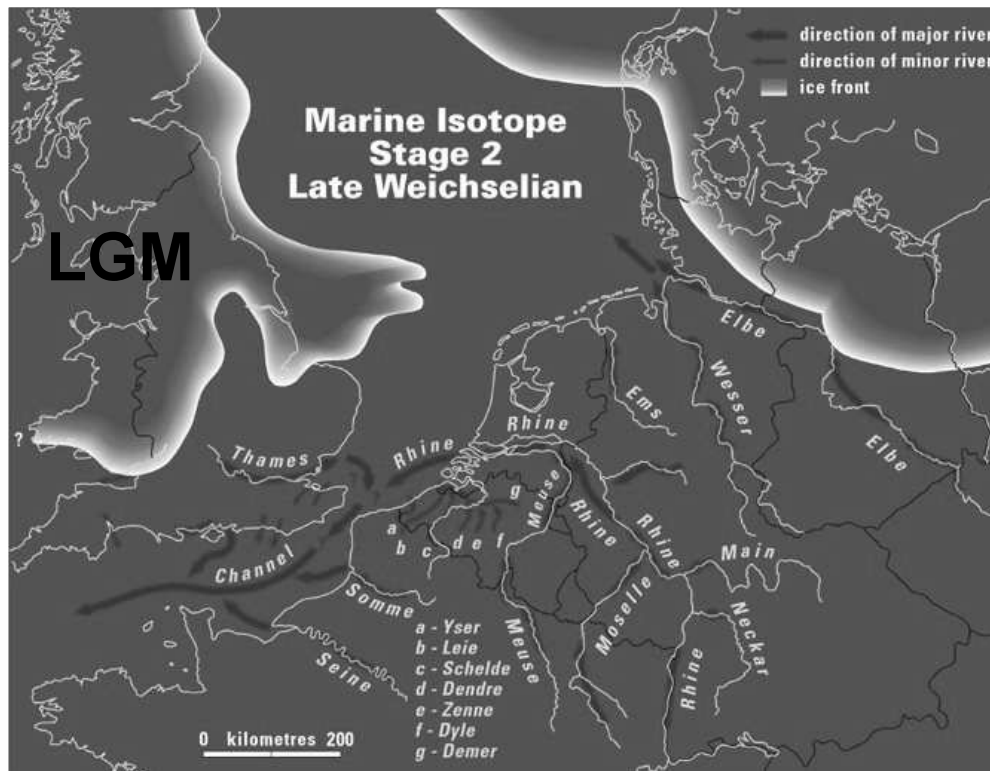 direction of major river
direction of minor river
ice front
Marine Isotope
Stage 2
Late Weichselian
LGM
?
Elbe
Wesser
Ems
Elbe
Rhine
Rhine
Thames
g
Meuse
Rhine
Rhine
a
b
c
d
e
f
Channel
Main
Somme
Moselle
Neckar
Meuse
Rhine
Seine
a - Yser
b - Leie
c - Schelde
d - Dendre
e - Zenne
f - Dyle
g - Demer
0 kilometres 200